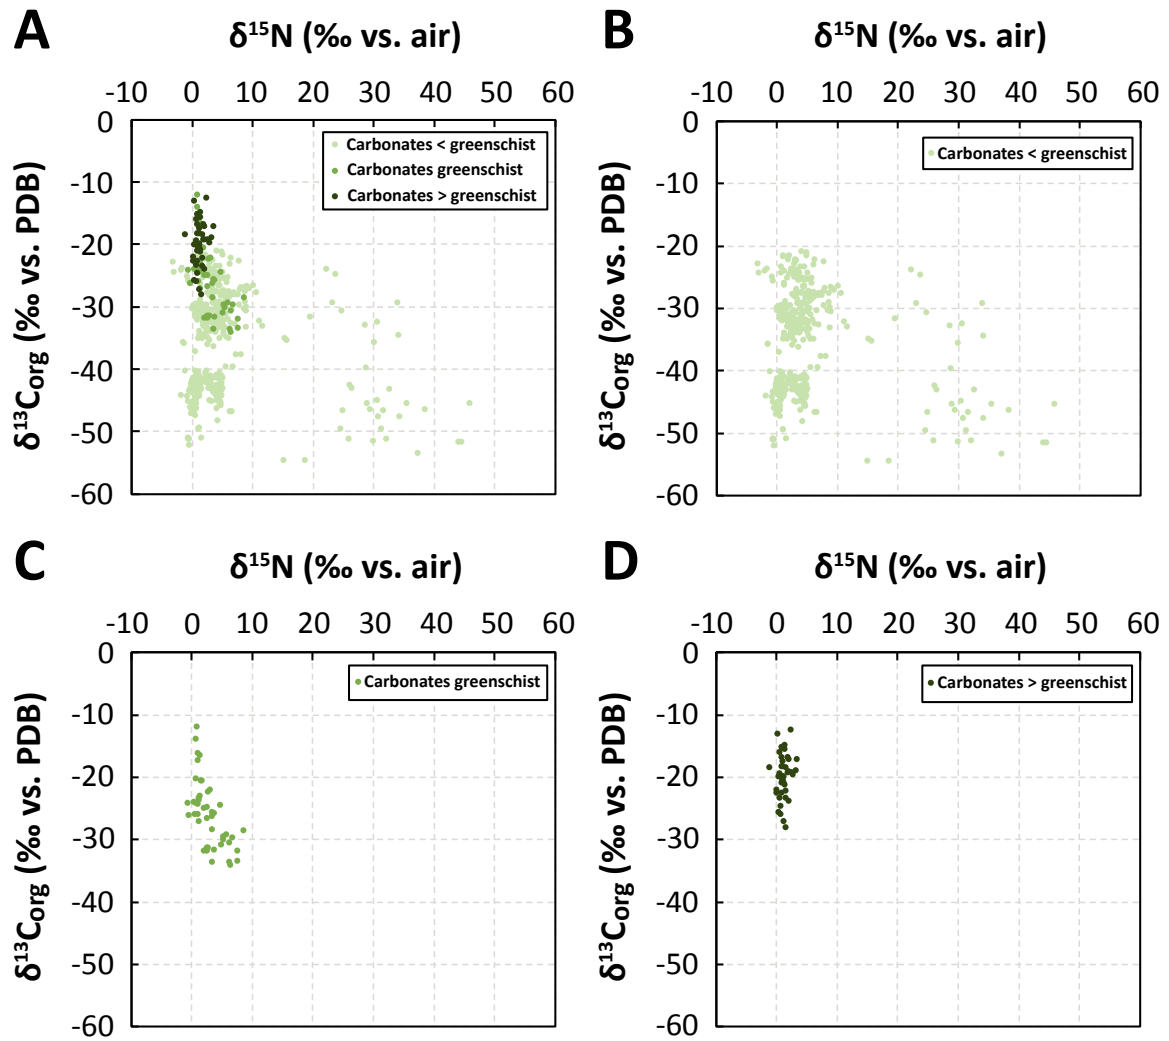 A
δ¹⁵N (‰ vs. air)
-10 0 10 20 30 40 50 60
0
-10
-20
-30
-40
-50
-60
δ¹³Corg (‰ vs. PDB)
Carbonates < greenschist
Carbonates greenschist
Carbonates > greenschist
B
δ¹⁵N (‰ vs. air)
-10 0 10 20 30 40 50 60
0
-10
-20
-30
-40
-50
-60
δ¹³Corg (‰ vs. PDB)
Carbonates < greenschist
C
δ¹⁵N (‰ vs. air)
-10 0 10 20 30 40 50 60
0
-10
-20
-30
-40
-50
-60
δ¹³Corg (‰ vs. PDB)
Carbonates greenschist
D
δ¹⁵N (‰ vs. air)
-10 0 10 20 30 40 50 60
0
-10
-20
-30
-40
-50
-60
δ¹³Corg (‰ vs. PDB)
Carbonates > greenschist